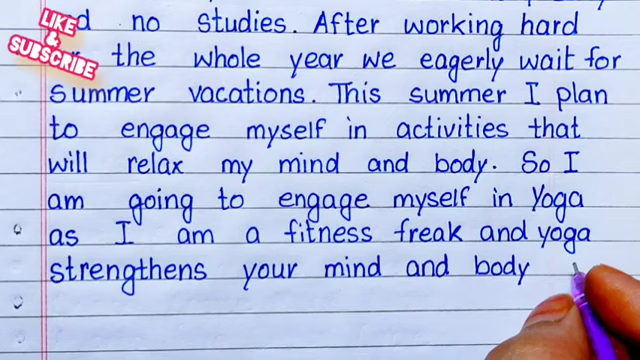 LIKE
&
SUBSCRIBE
no studies. After working hard
the whole year we eagerly wait for
summer vacations. This summer I plan
to engage myself in activities that
will relax my mind and body. So I
am going to engage myself in Yoga
as I am a fitness freak and yoga
strengthens your mind and body